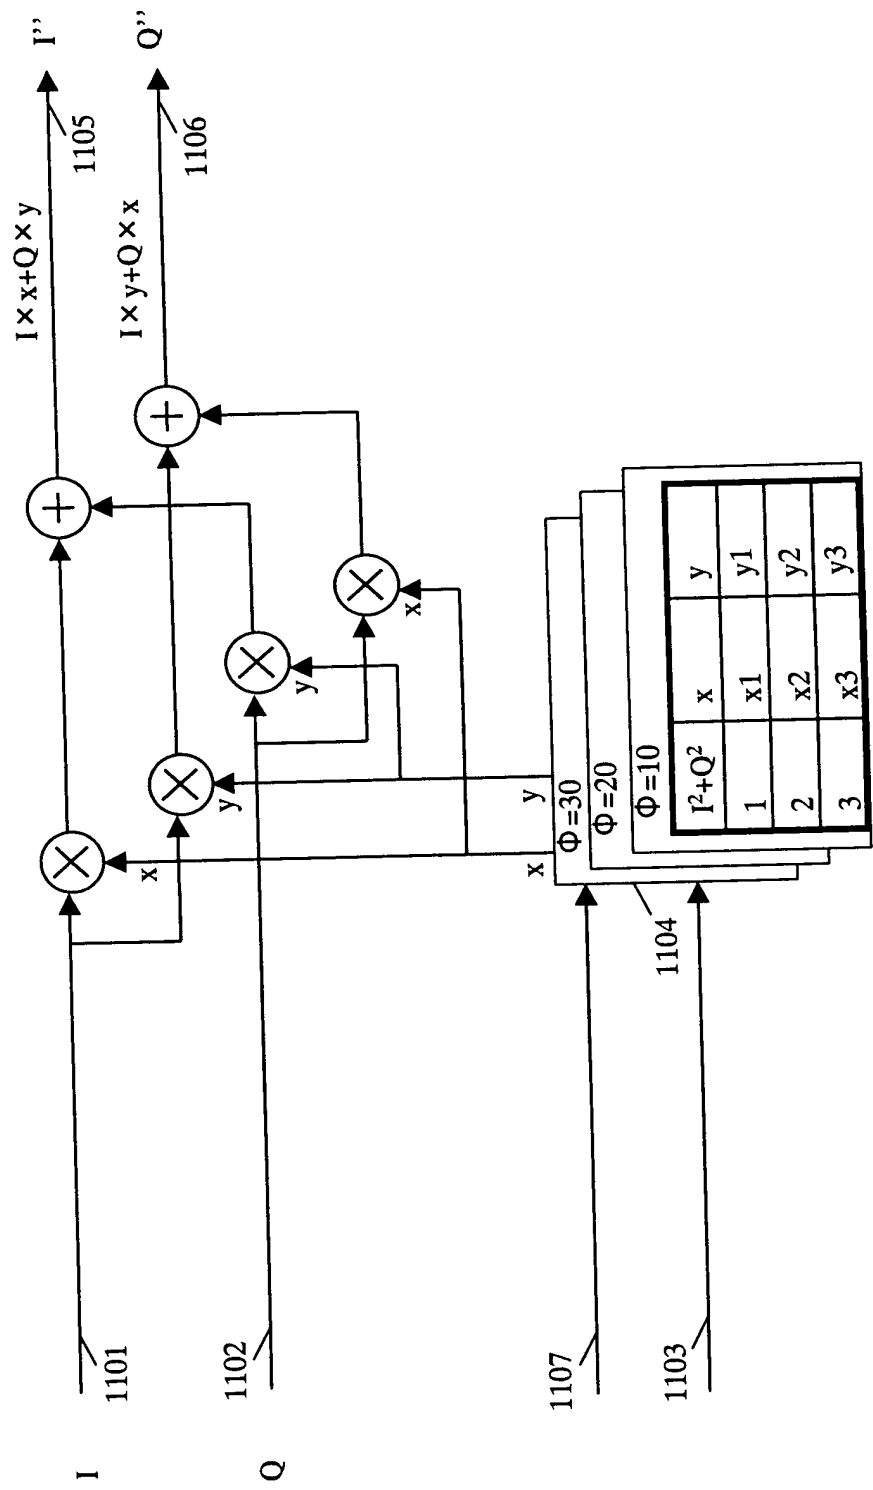 I
Q
1101
1102
1107
1103
1104
x
y
x
y
y
x
I×x+Q×y
I×y+Q×x
1105
1106
I''
Q''
Φ=30
Φ=20
Φ=10
I²+Q² x y
1 x1 y1
2 x2 y2
3 x3 y3